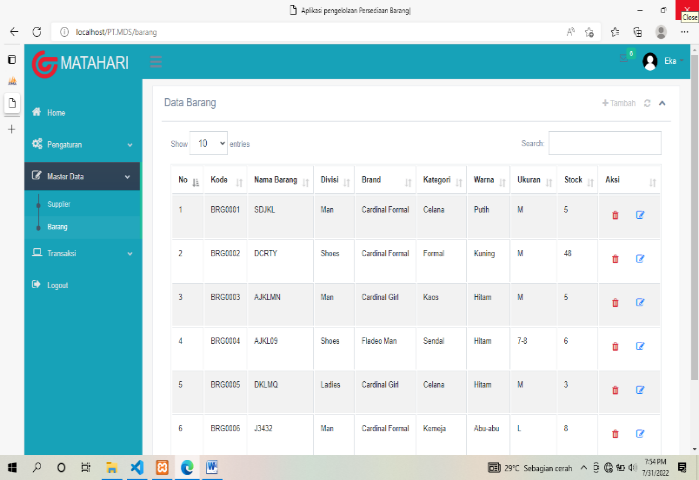 Aplikasi pengelolaan Persediaan Barang|
Close
localhost/PT.MDS/barang
MATAHARI
Eka
Home
Pengaturan
Master Data
Suppler
Barang
Transaksi
Logout
Data Barang
Tambah
Show 10 entries
Search:
No Kode Nama Barang Divisi Brand Kategori Warna Ukuran Stock Aksi
1 BRG0001 SDJKL Man Cardinal Formal Celana Putih M 5
2 BRG0002 DCRTY Shoes Cardinal Formal Formal Kuning M 48
3 BRG0003 AJKLMN Man Cardinal Girl Kaos Hitam M 5
4 BRG0004 AJKL09 Shoes Fladeo Man Sendal Hitam 7-8 6
5 BRG0005 DKLMQ Ladies Cardinal Girl Celana Hitam M 3
6 BRG0006 J3432 Man Cardinal Formal Kemeja Abu-abu L 8
29°C Sebagian cerah
7:54 PM
7/31/2022